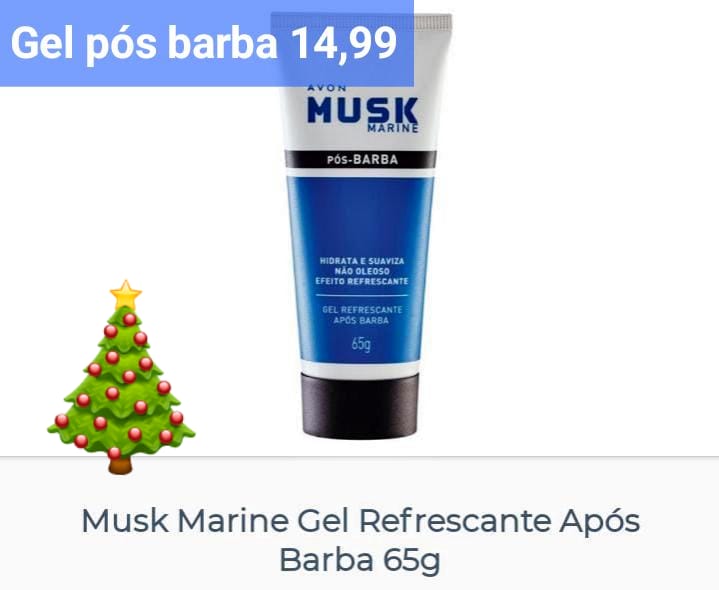 Gel pós barba 14,99
AVON
MUSK
MARINE
PÓS-BARBA
HIDRATA E SUAVIZA
NÃO OLEOSO
EFEITO REFRESCANTE
GEL REFRESCANTE
APÓS BARBA
65g
Musk Marine Gel Refrescante Após
Barba 65g